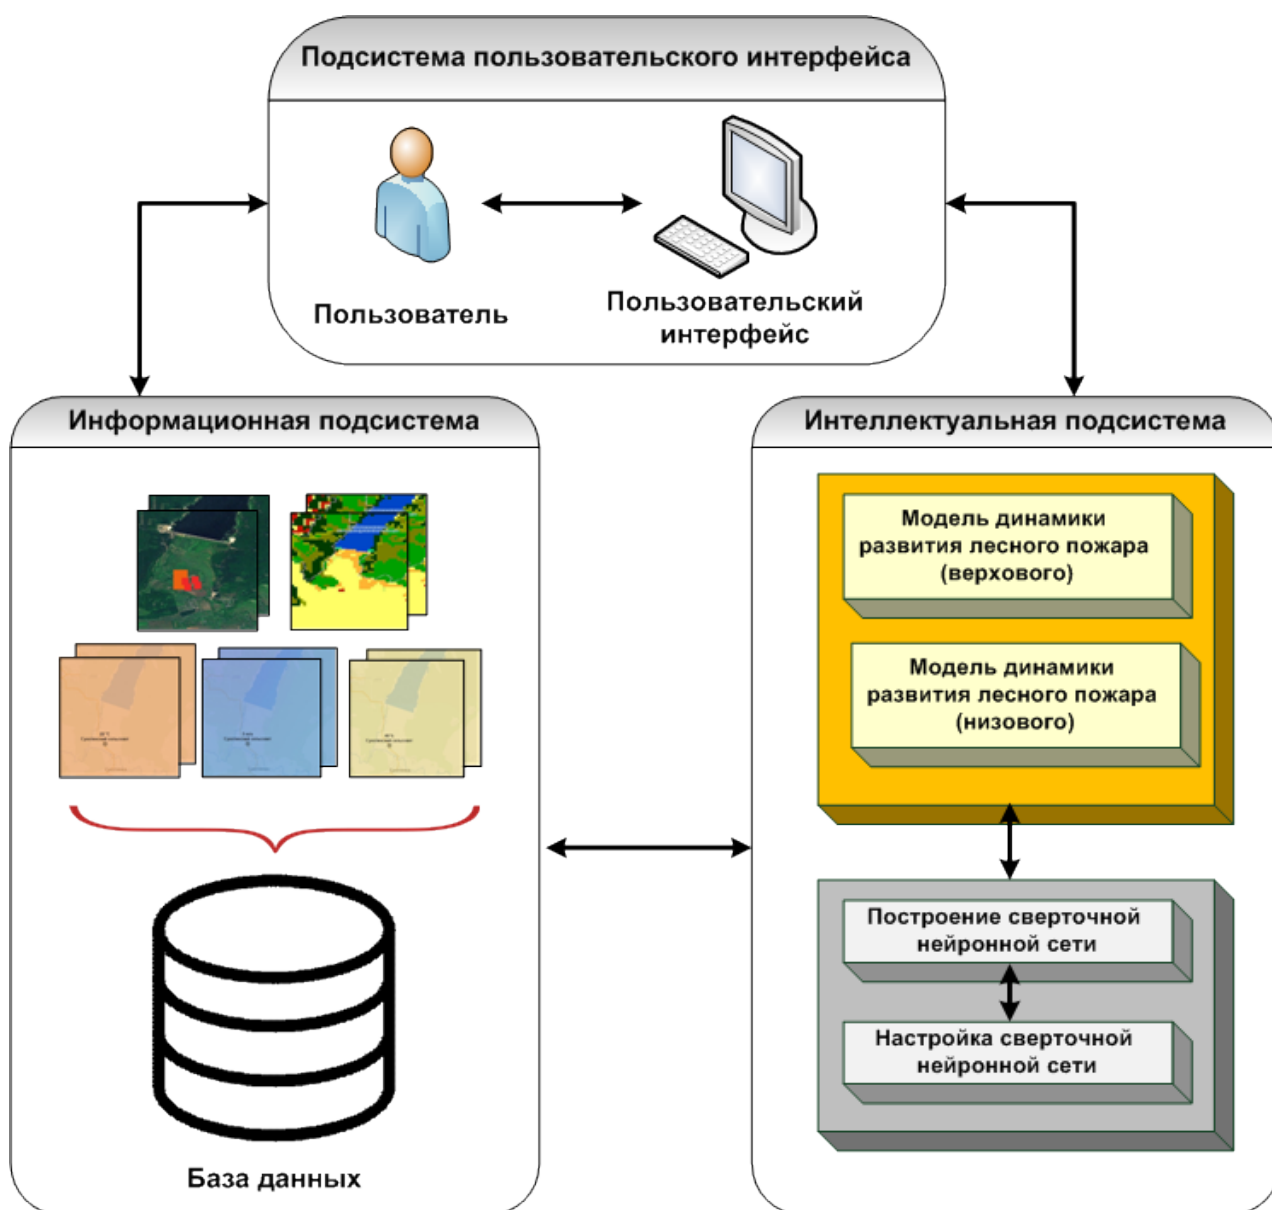 Подсистема пользовательского интерфейса
Пользователь
Пользовательский
интерфейс
Информационная подсистема
База данных
Интеллектуальная подсистема
Модель динамики
развития лесного пожара
(верхового)
Модель динамики
развития лесного пожара
(низового)
Построение сверточной
нейронной сети
Настройка сверточной
нейронной сети